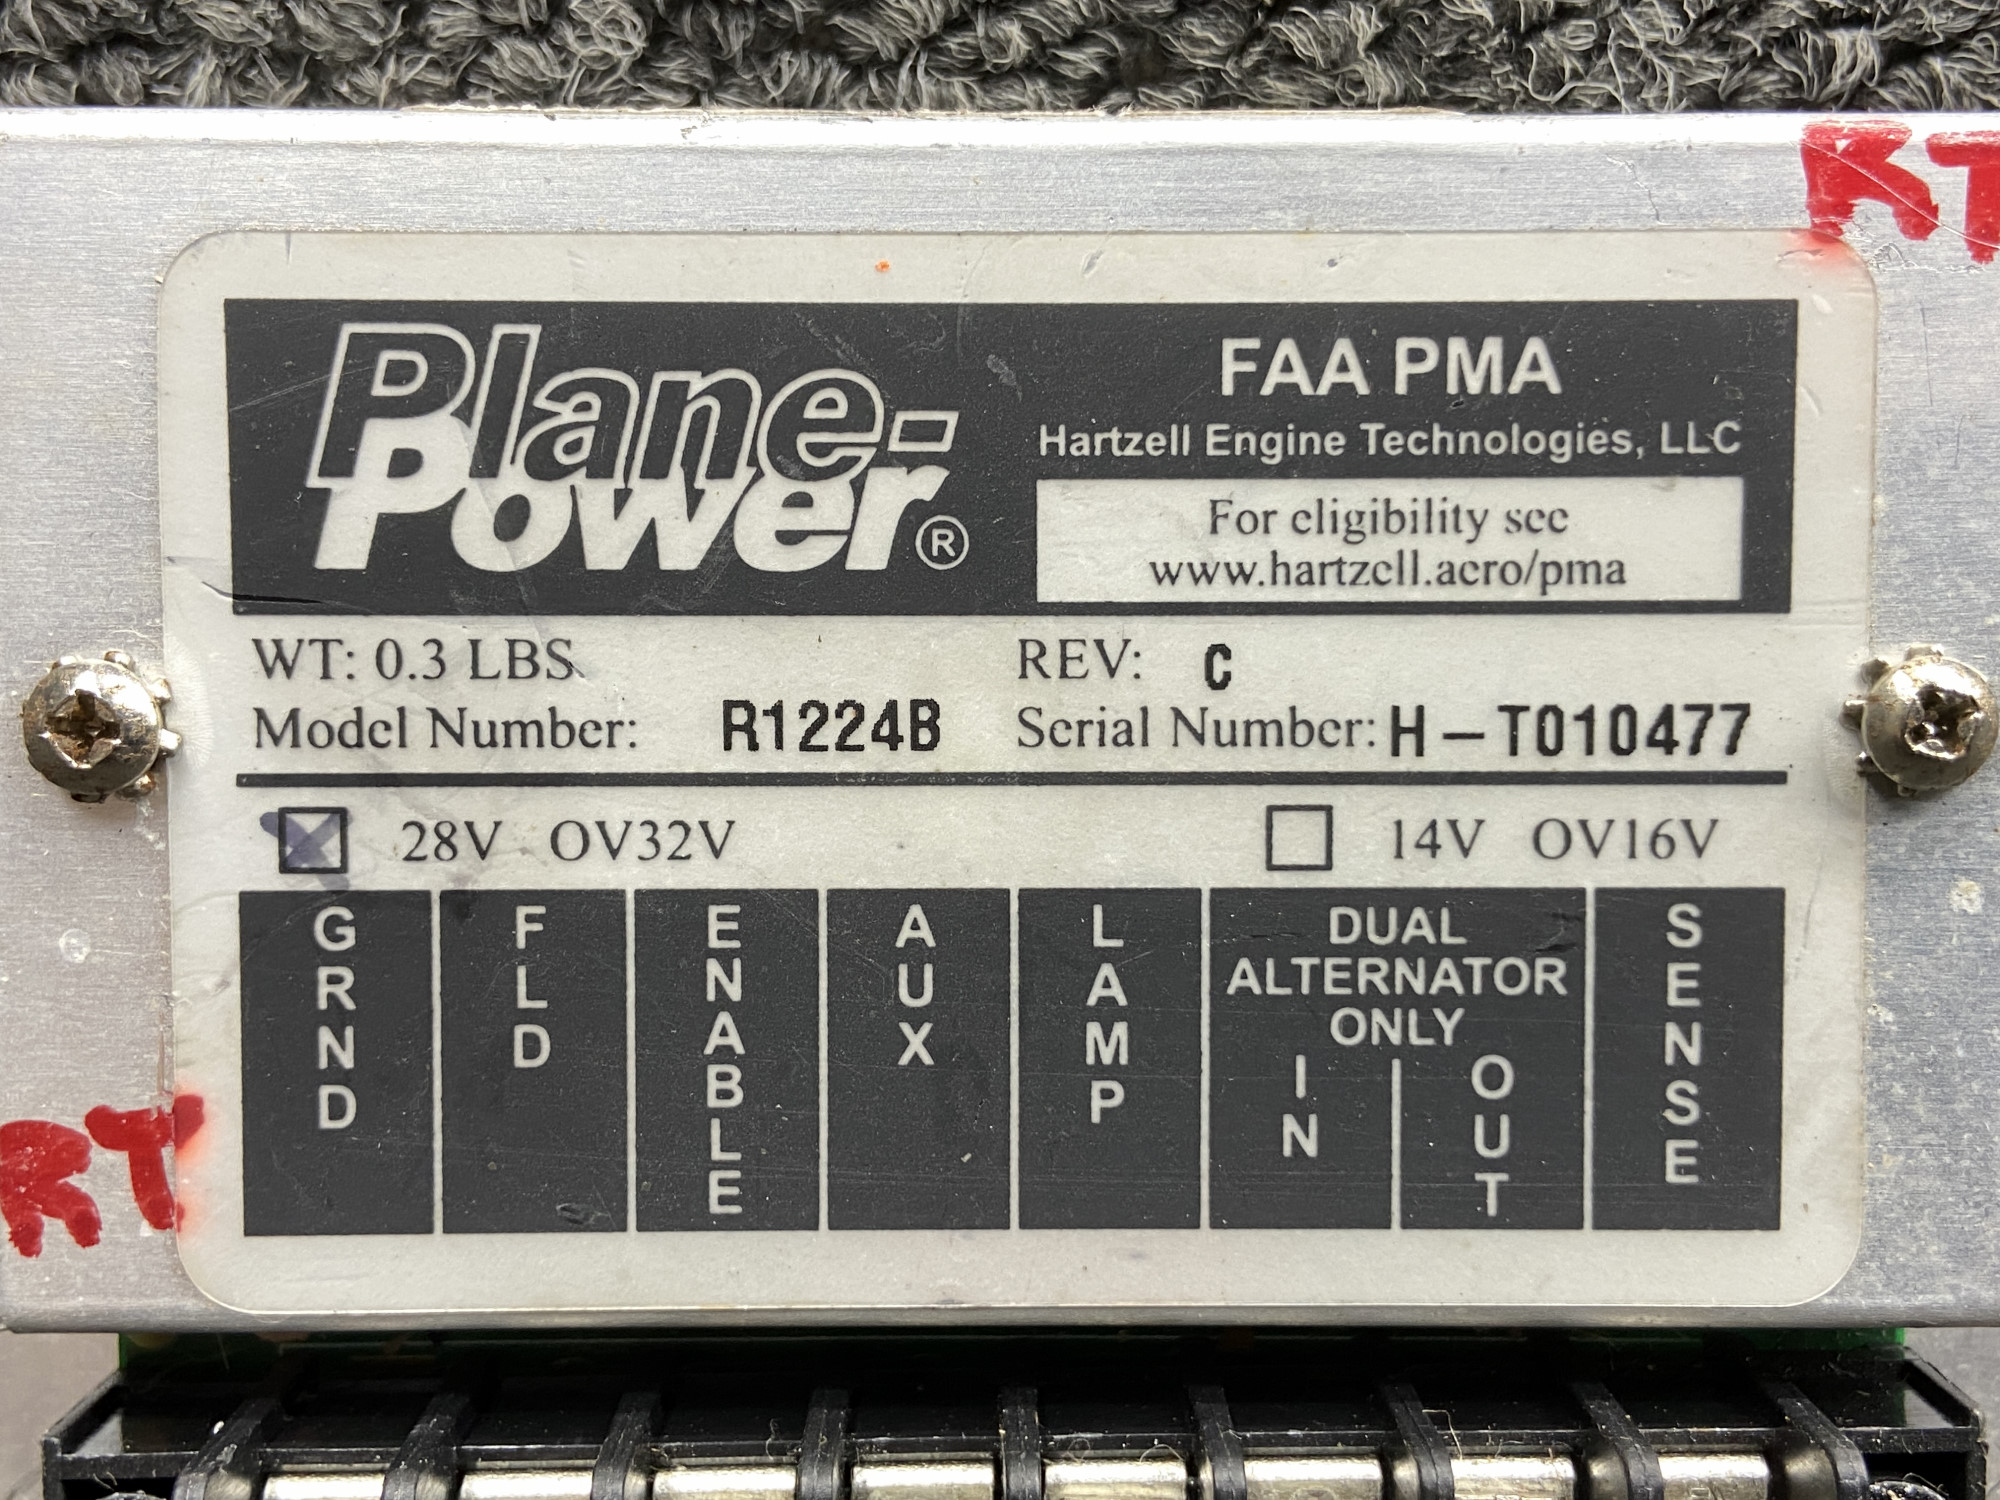 RT
Plane-
Power®
FAA PMA
Hartzell Engine Technologies, LLC
For eligibility see
www.hartzell.aero/pma
WT: 0.3 LBS
REV: C
Model Number: R1224B
Serial Number: H-T010477
28V OV32V
14V OV16V
GRND
FLD
ENABLE
AUX
LAMP
DUAL
ALTERNATOR
ONLY
IN
OUT
SENSE
RT